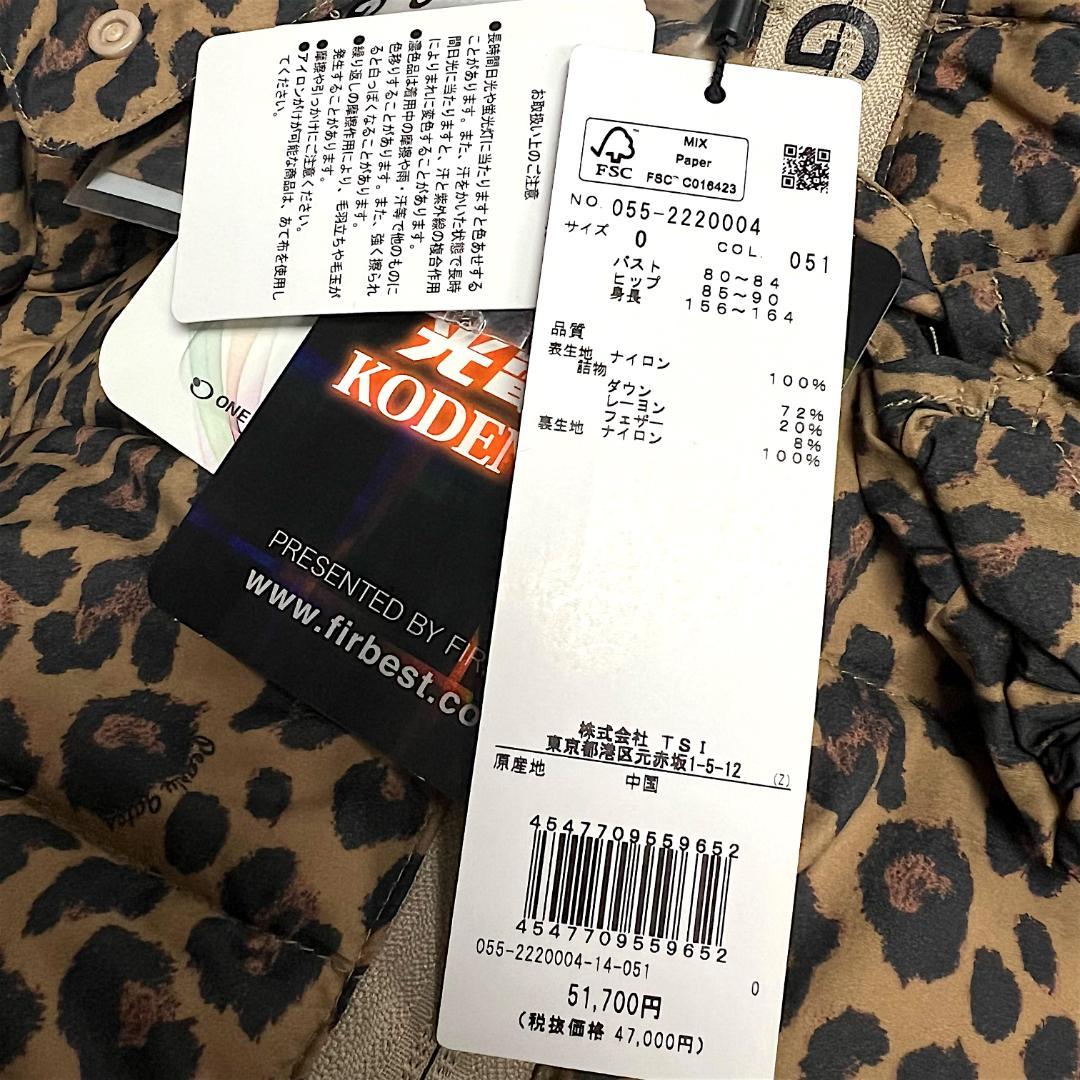 お取扱い上のご注意
●長時間日光や蛍光灯に当たりますと色あせする
ことがあります。また、汗をかいた状態で長時
間日光に当たりますと、汗と紫外線の複合作用
によりまれに変色することがあります。
●濃色品は着用中の摩擦や雨・汗等で他のものに
色移りすることがあります。また、強く擦られ
ると白っぽくなることがあります。
●繰り返しの摩擦作用により、毛羽立ちや毛玉が
発生することがあります。
●摩擦や引っかけにご注意ください。
●アイロンがけが可能な商品は、あて布を使用し
てください。
G
FSC
MIX
Paper
FSC™ C016423
NO. 055-2220004
サイズ 0 COL. 051
バスト 80～84
ヒップ 85～90
身長 156～164
品質
表生地 ナイロン 100%
詰物
ダウン 72%
レーヨン 20%
フェザー 8%
裏生地 ナイロン 100%
株式会社 TSI
東京都港区元赤坂1-5-12 (Z)
原産地 中国
4547709559652
4547709559652
055-2220004-14-051
0
51,700円
(税抜価格 47,000円)
ONE
KODE
PRESENTED BY FIR
www.firbest.co
Pearly Gates